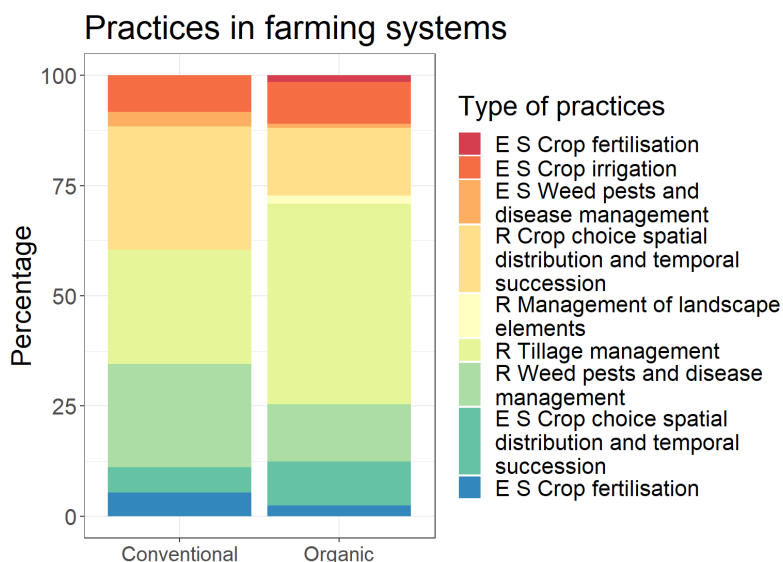 Practices in farming systems
100
75
50
25
0
Percentage
Conventional
Organic
Type of practices
E S Crop fertilisation
E S Crop irrigation
E S Weed pests and
disease management
R Crop choice spatial
distribution and temporal
succession
R Management of landscape
elements
R Tillage management
R Weed pests and disease
management
E S Crop choice spatial
distribution and temporal
succession
E S Crop fertilisation